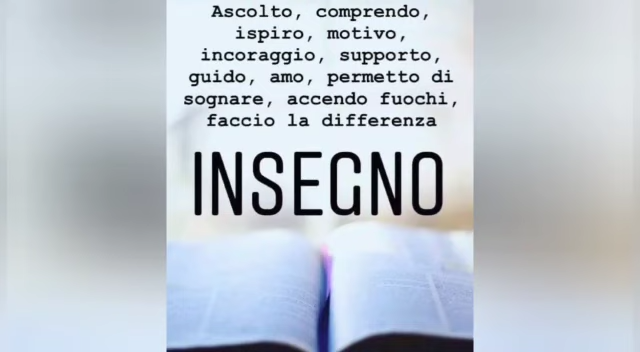 Ascolto, comprendo,
ispiro, motivo,
incoraggio, supporto,
guido, amo, permetto di
sognare, accendo fuochi,
faccio la differenza
INSEGNO